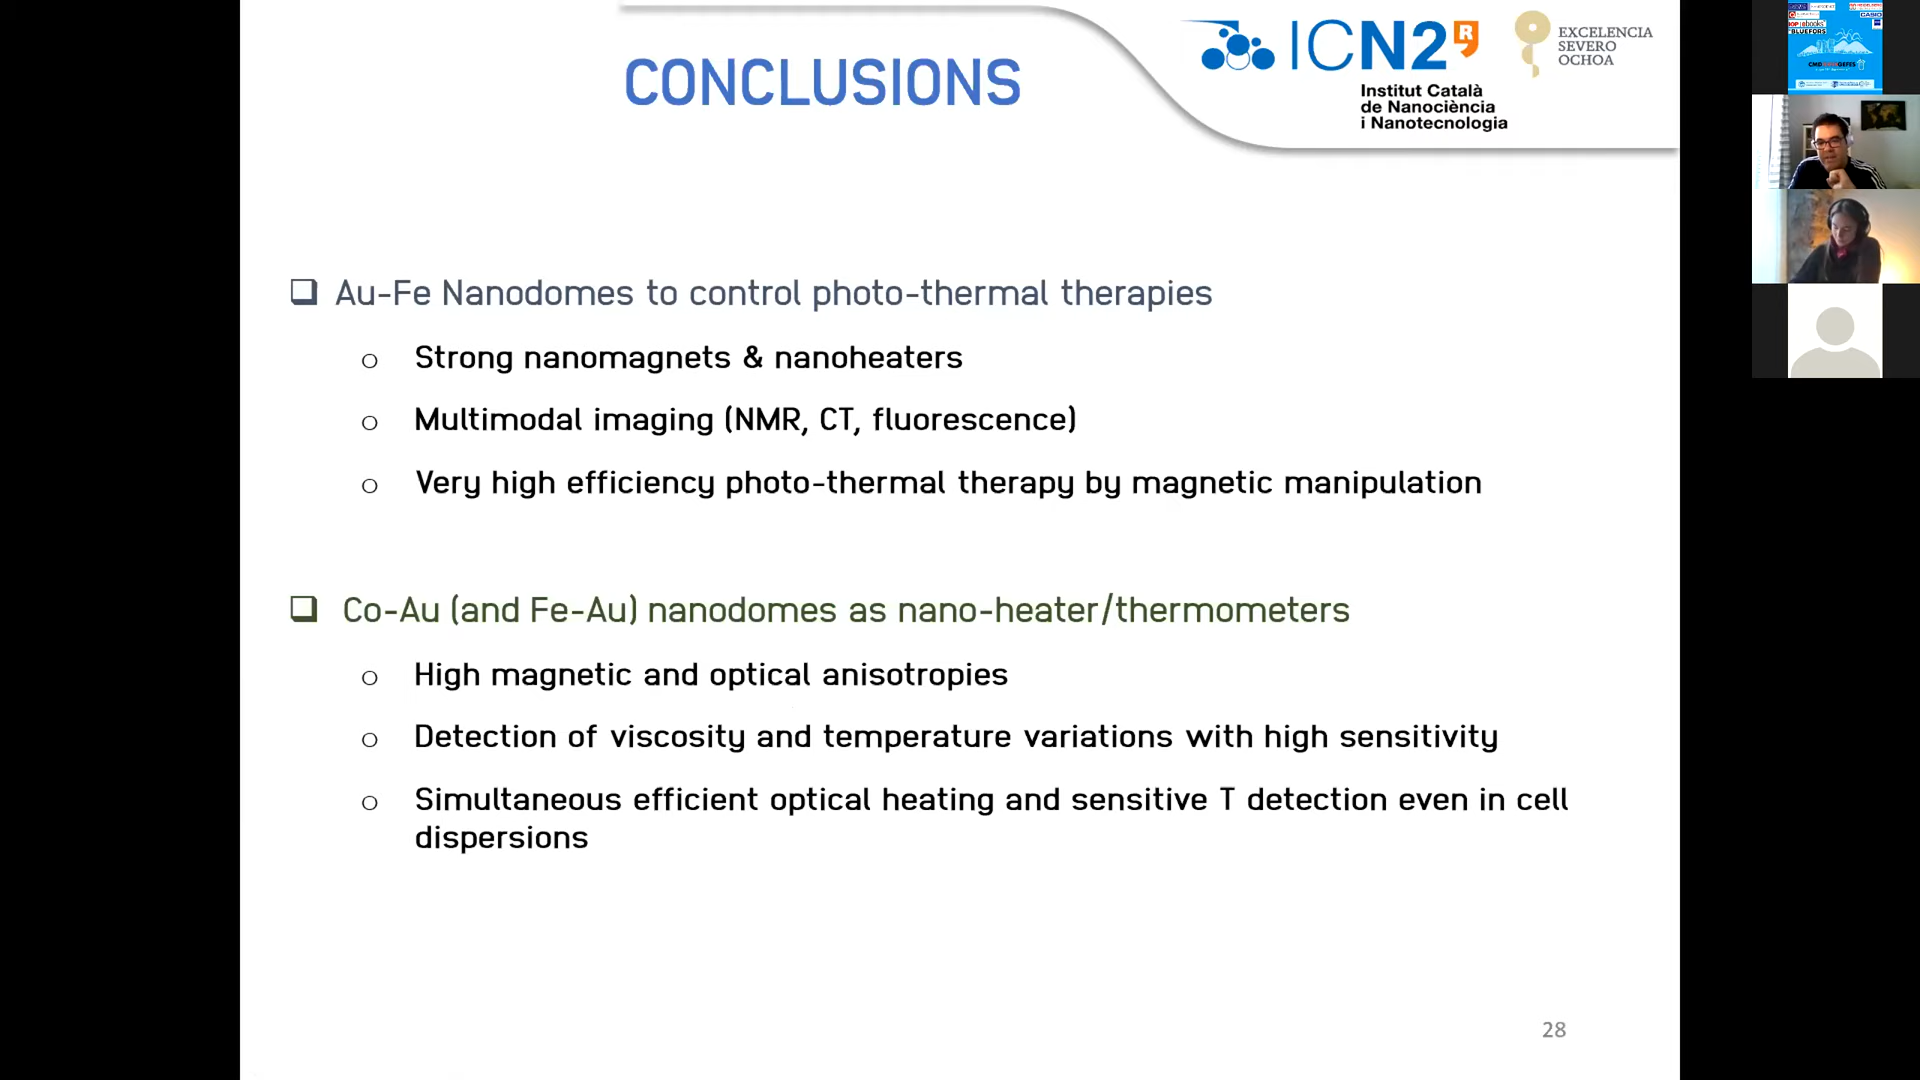 CONCLUSIONS
ICN2
Institut Català
de Nanociència
i Nanotecnologia
EXCELENCIA
SEVERO
OCHOA
Au-Fe Nanodomes to control photo-thermal therapies
o Strong nanomagnets & nanoheaters
o Multimodal imaging (NMR, CT, fluorescence)
o Very high efficiency photo-thermal therapy by magnetic manipulation
Co-Au (and Fe-Au) nanodomes as nano-heater/thermometers
o High magnetic and optical anisotropies
o Detection of viscosity and temperature variations with high sensitivity
o Simultaneous efficient optical heating and sensitive T detection even in cell
dispersions
28
CASIO
BLUEFORS